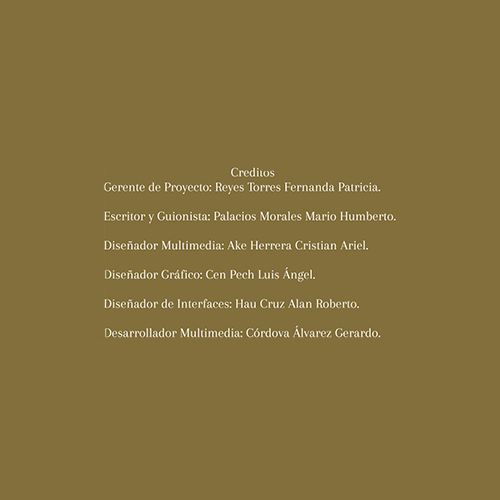 Creditos
Gerente de Proyecto: Reyes Torres Fernanda Patricia.
Escritor y Guionista: Palacios Morales Mario Humberto.
Diseñador Multimedia: Ake Herrera Cristian Ariel.
Diseñador Gráfico: Cen Pech Luis Ángel.
Diseñador de Interfaces: Hau Cruz Alan Roberto.
Desarrollador Multimedia: Córdova Álvarez Gerardo.